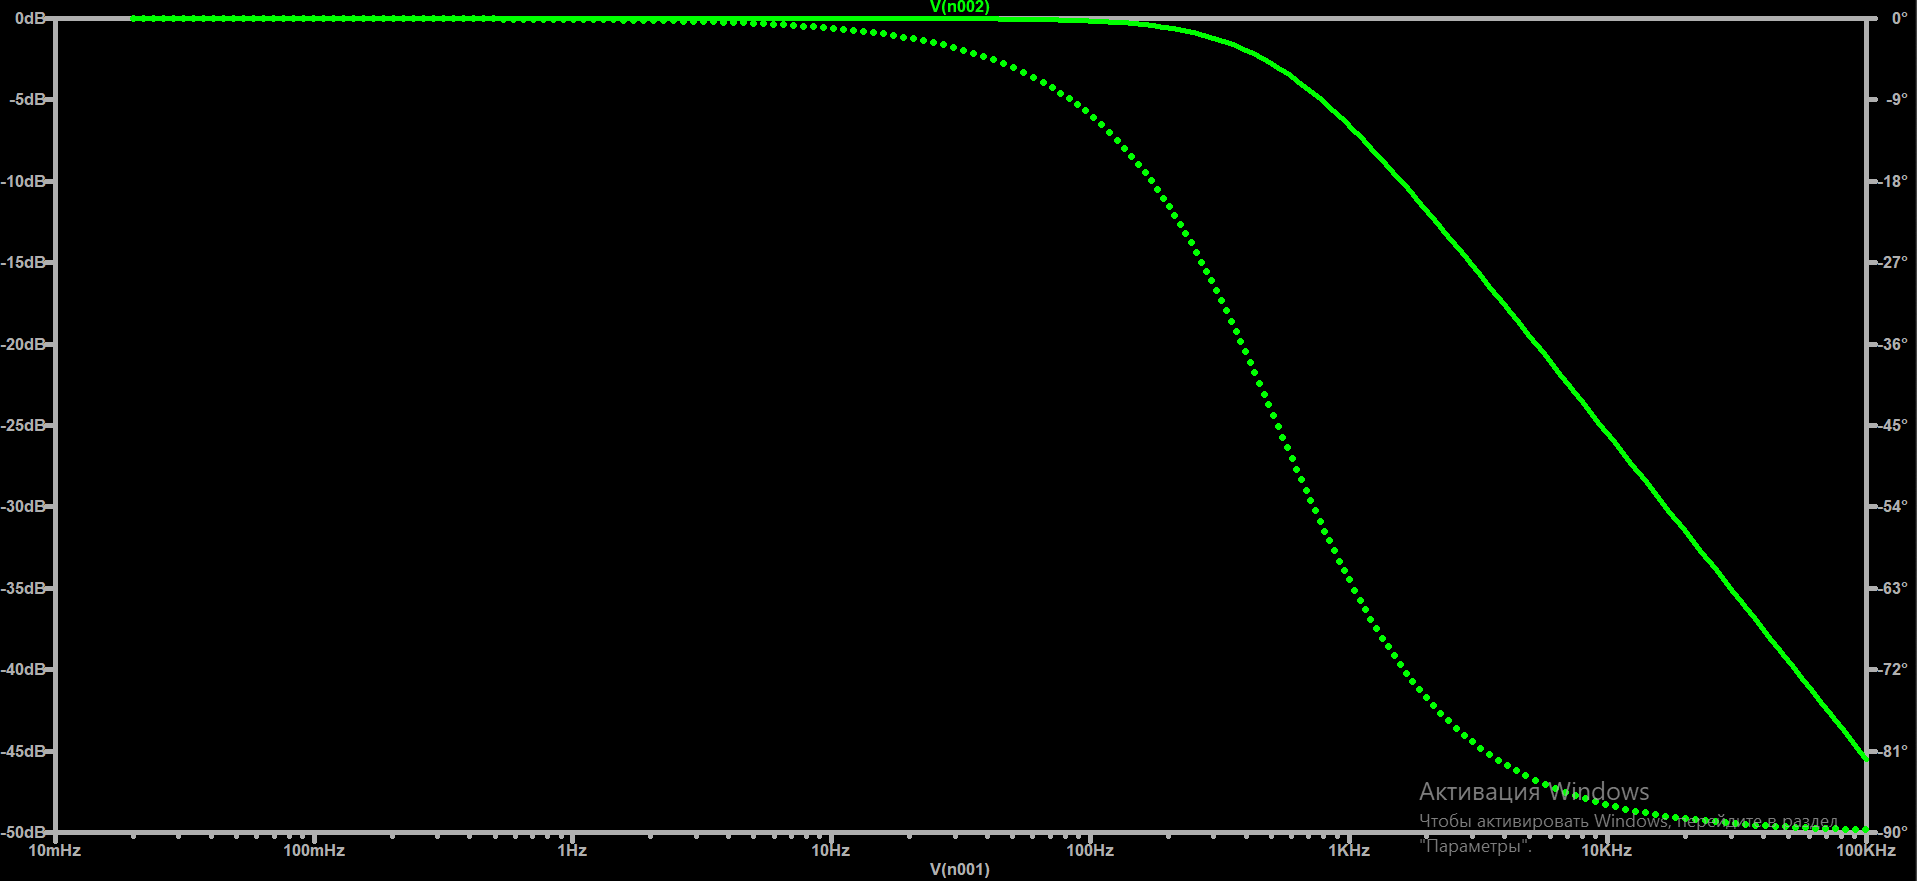 V(n002)
0dB
0°
-5dB
-9°
-10dB
-18°
-15dB
-27°
-20dB
-36°
-25dB
-45°
-30dB
-54°
-35dB
-63°
-40dB
-72°
-45dB
-81°
Активация Windows
Чтобы активировать Windows, перейдите в раздел
"Параметры".
-50dB
-90°
10mHz 100mHz 1Hz 10Hz 100Hz 1KHz 10KHz 100KHz
V(n001)